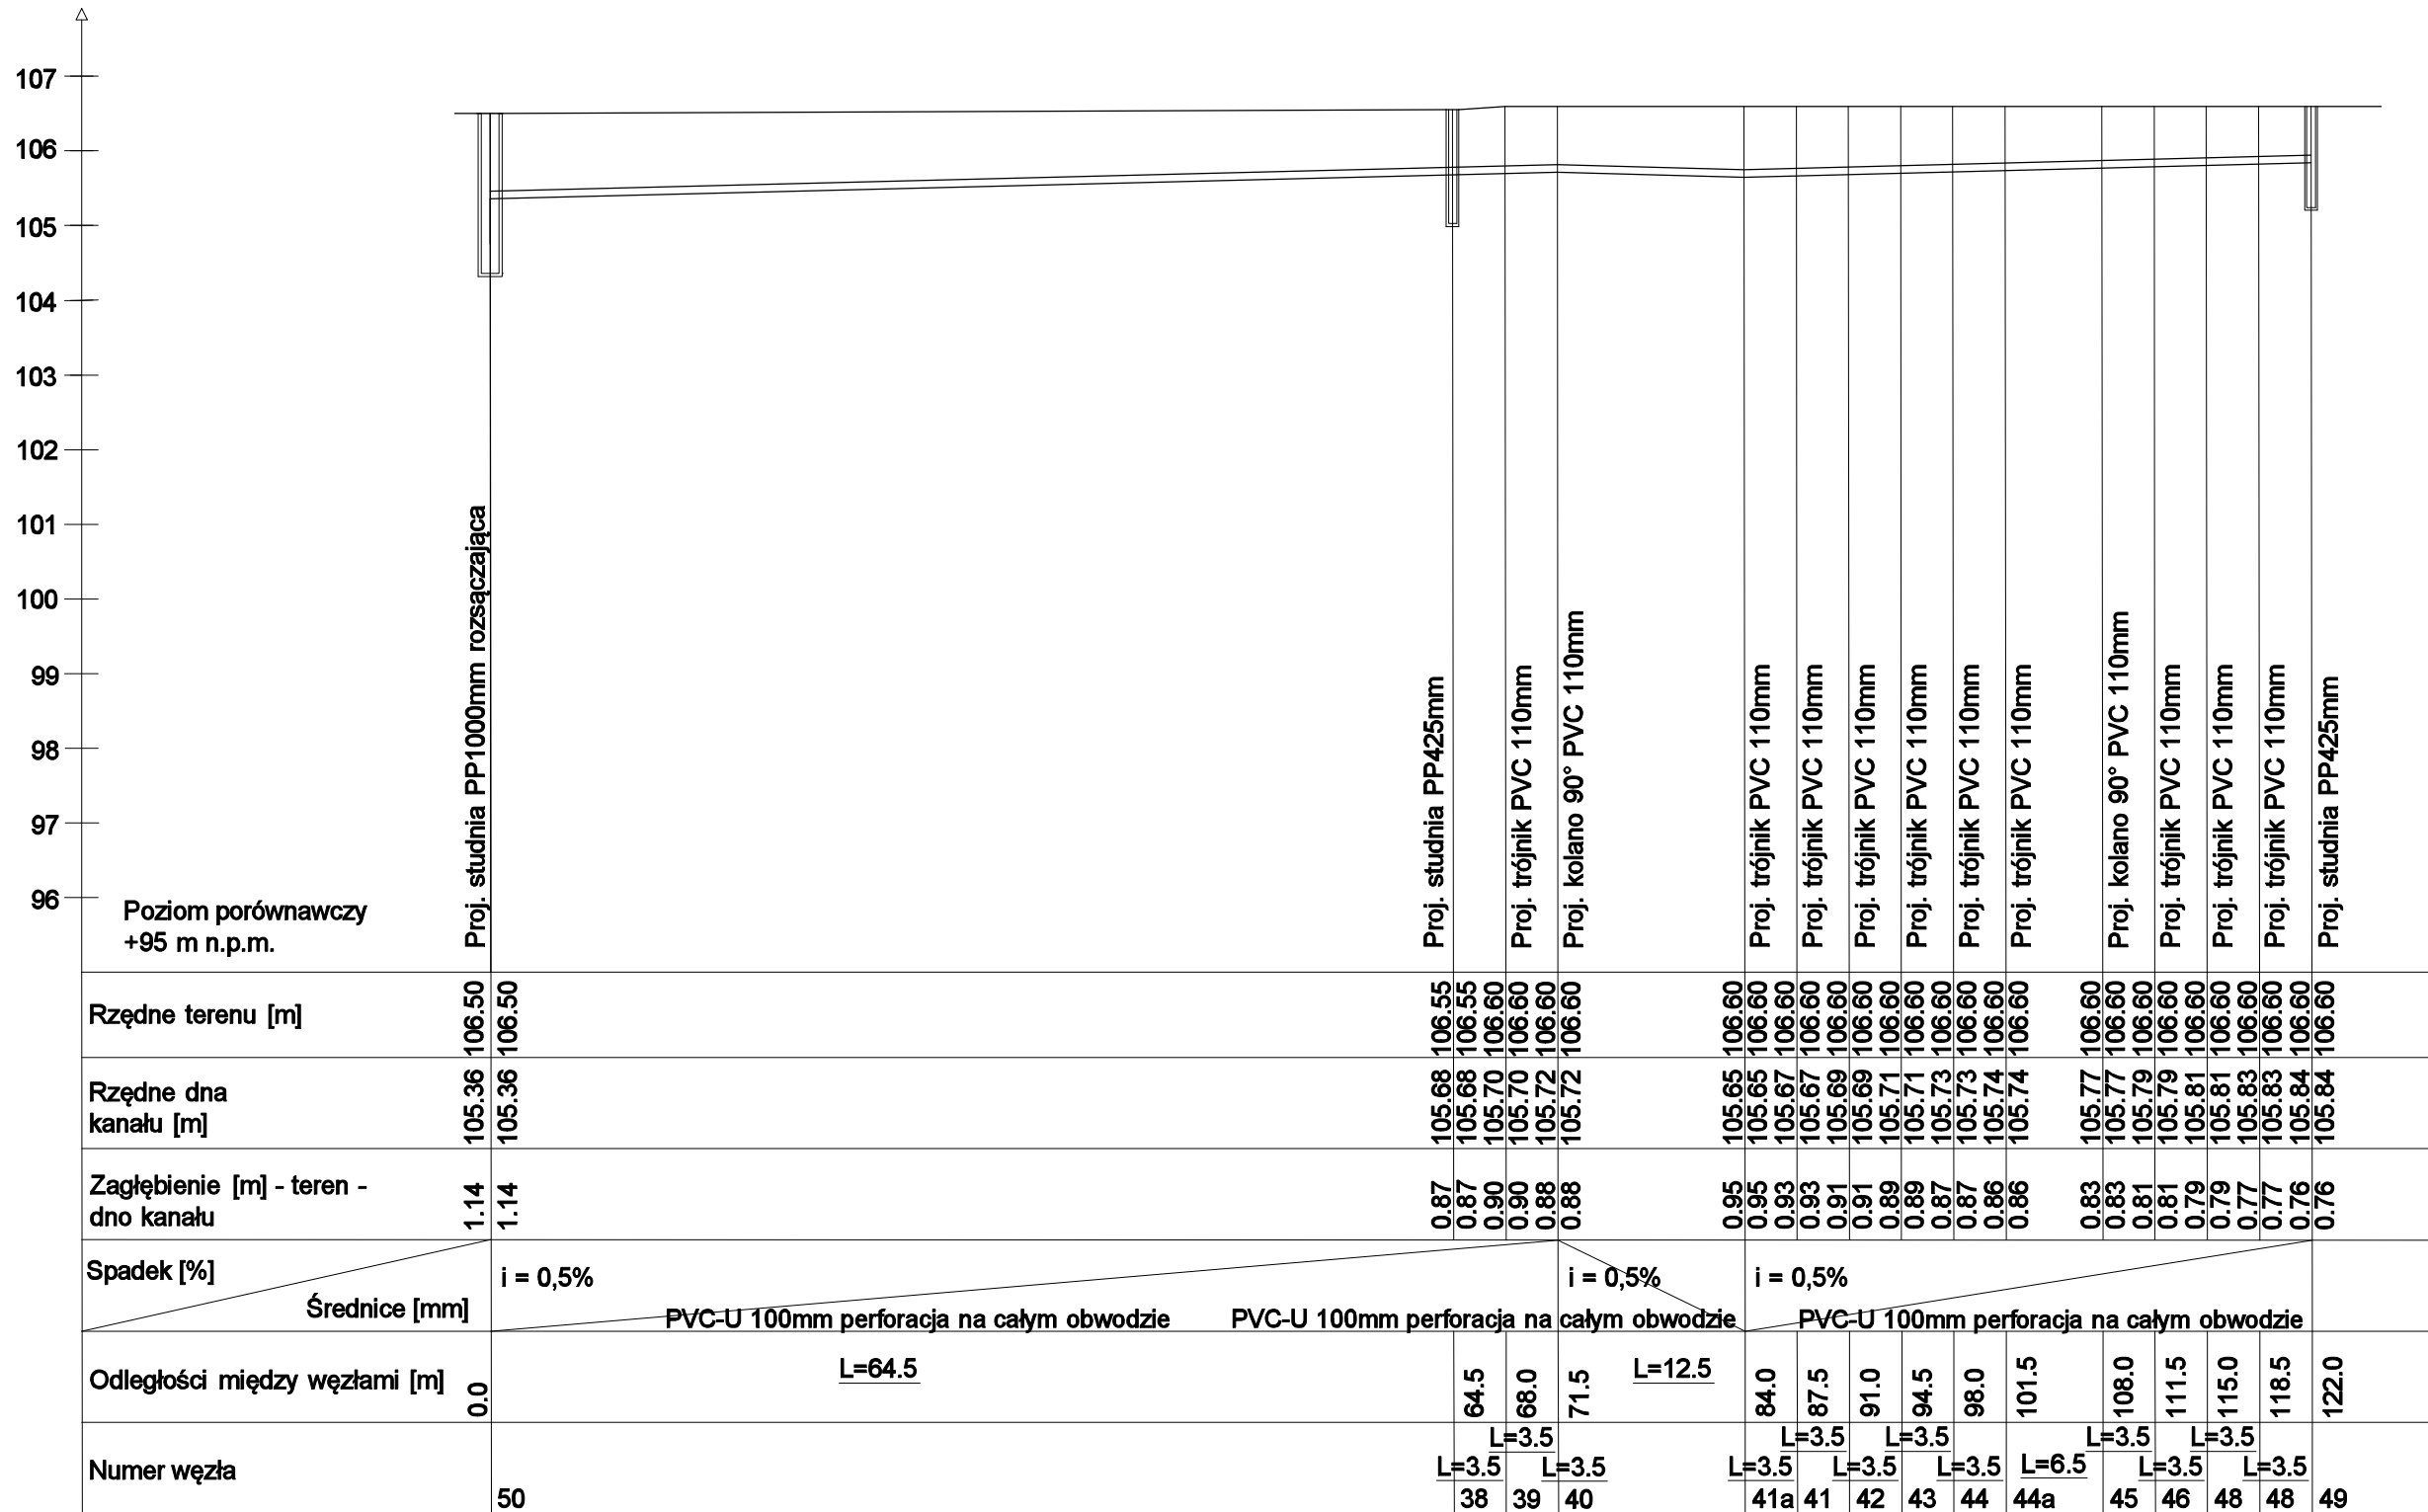 107
106
105
104
103
102
101
100
99
98
97
96
Poziom porównawczy
+95 m n.p.m.
Proj. studnia PP1000mm rozsączająca
Proj. studnia PP425mm
Proj. trójnik PVC 110mm
Proj. kolano 90° PVC 110mm
Proj. trójnik PVC 110mm
Proj. trójnik PVC 110mm
Proj. trójnik PVC 110mm
Proj. trójnik PVC 110mm
Proj. trójnik PVC 110mm
Proj. trójnik PVC 110mm
Proj. kolano 90° PVC 110mm
Proj. trójnik PVC 110mm
Proj. trójnik PVC 110mm
Proj. trójnik PVC 110mm
Proj. studnia PP425mm
Rzędne terenu [m]
106.50 106.50 106.55 106.55 106.60 106.60 106.60 106.60 106.60 106.60 106.60 106.60 106.60 106.60 106.60 106.60 106.60 106.60 106.60 106.60 106.60 106.60 106.60 106.60 106.60 106.60 106.60 106.60 106.60 106.60
Rzędne dna
kanału [m]
105.36 105.36 105.68 105.68 105.70 105.70 105.72 105.72 105.65 105.65 105.67 105.67 105.69 105.69 105.71 105.71 105.73 105.73 105.74 105.74 105.77 105.77 105.79 105.79 105.81 105.81 105.83 105.83 105.84 105.84
Zagłębienie [m] - teren -
dno kanału
1.14 1.14 0.87 0.87 0.90 0.90 0.88 0.88 0.95 0.95 0.93 0.93 0.91 0.91 0.89 0.89 0.87 0.87 0.86 0.86 0.83 0.83 0.81 0.81 0.79 0.79 0.77 0.77 0.76 0.76
Spadek [%]
Średnice [mm]
i = 0,5% i = 0,5% i = 0,5%
PVC-U 100mm perforacja na całym obwodzie PVC-U 100mm perforacja na całym obwodzie PVC-U 100mm perforacja na całym obwodzie
Odległości między węzłami [m]
0.0 L=64.5 64.5 68.0 71.5 L=12.5 84.0 87.5 91.0 94.5 98.0 101.5 108.0 111.5 115.0 118.5 122.0
Numer węzła
L=3.5 L=3.5 L=3.5 L=3.5 L=3.5
L=3.5 L=3.5 L=3.5 L=3.5 L=3.5 L=6.5 L=3.5 L=3.5
50 38 39 40 41a 41 42 43 44 44a 45 46 48 48 49